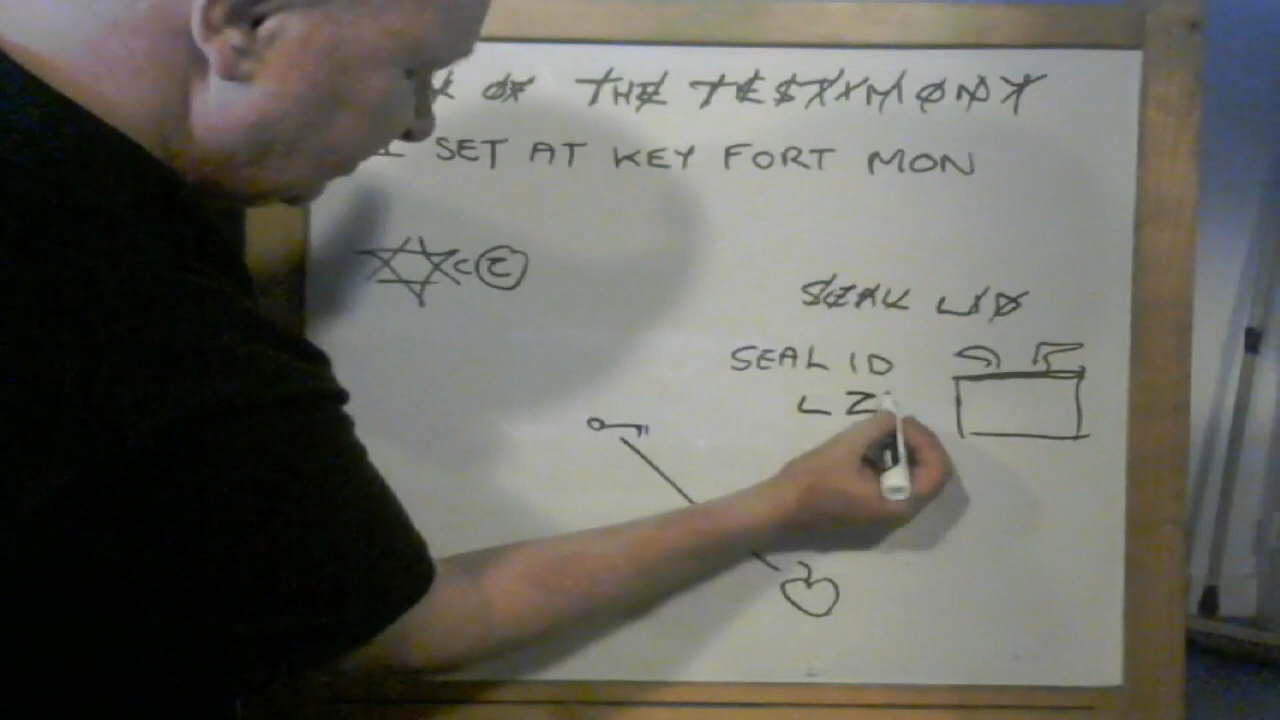 OF THE TESTIMONY
SET AT KEY FORT MON
<E
SEAL LID
SEAL ID
LZ